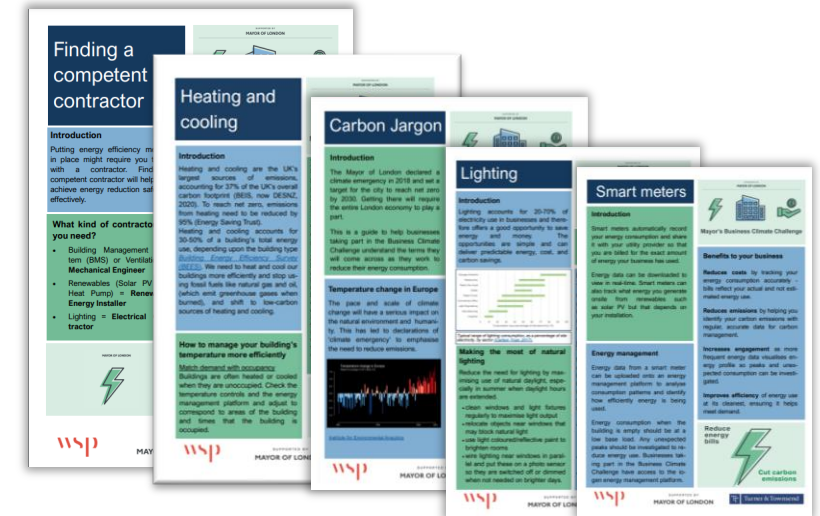 Finding a
competent
contractor
Introduction
Putting energy efficiency
in place might require you
with a contractor. Find
competent contractor will help
achieve energy reduction
effectively.
What kind of
you need?
• Building Management
tem (BMS) or
Mechanical Engineer
• Renewables (Solar PV
Heat Pump) =
Energy Installer
• Lighting = Electrical
tractor
wsp
SUPPORTED BY
MAYOR OF LONDON
Heating and
cooling
Introduction
Heating and cooling are the UK's
largest sources of emissions,
accounting for 37% of the UK's overall
carbon footprint (BEIS, now DESNZ,
2020). To reach net zero, emissions
from heating need to be reduced by
95% (Energy Saving Trust).
Heating and cooling accounts for
30-50% of a building's total energy
use, depending upon the building type
Building Energy Efficiency Survey
(BEIS). We need to heat and cool our
buildings more efficiently and stop us-
ing fossil fuels like natural gas and oil,
(which emit greenhouse gases when
burned), and shift to low-carbon
sources of heating and cooling.
How to manage your building's
temperature more efficiently
Match demand with occupancy
Buildings are often heated or cooled
when they are unoccupied. Check the
temperature controls and the energy
management platform and adjust to
correspond to areas of the building
and times that the building is
occupied.
wsp
SUPPORTED BY
MAYOR OF
MAYOR OF LONDON
Carbon Jargon
Introduction
The Mayor of London declared a
climate emergency in 2018 and set a
target for the city to reach net zero
by 2030. Getting there will require
the entire London economy to play a
part.
This is a guide to help businesses
taking part in the Business Climate
Challenge understand the terms they
will come across as they work to
reduce their energy consumption.
Temperature change in Europe
The pace and scale of climate
change will have a serious impact on
the natural environment and humani-
ty. This has led to declarations of
'climate emergency' to emphasise
the need to reduce emissions.
Temperature change in Europe
wsp
MAYOR OF
MAYOR OF LONDON
Lighting
Introduction
Lighting accounts for 20-70% of
electricity use in businesses and there-
fore offers a good opportunity to save
energy and money. The
opportunities are simple and can
deliver predictable energy, cost, and
carbon savings.
Making the most of natural
lighting
Reduce the need for lighting by max-
imising use of natural daylight, espe-
cially in summer when daylight hours
are extended.
• clean windows and light fixtures
regularly to maximise light output
• relocate objects near windows that
may block natural light
• use light coloured/reflective paint to
brighten rooms
• wire lighting near windows in paral-
lel and put these on a photo sensor
so they are switched off or dimmed
when not needed on brighter days.
wsp
MAYOR OF LONDON
Smart meters
Mayor's Business Climate Challenge
Introduction
Smart meters automatically record
your energy consumption and share
it with your utility provider so that
you are billed for the exact amount
of energy your business has used.
Energy data can be downloaded to
view in real-time. Smart meters can
also track what energy you generate
onsite from renewables such
as solar PV but that depends on
your installation.
Energy management
Energy data from a smart meter
can be uploaded onto an energy
management platform to analyse
consumption patterns and identify
how efficiently energy is being
used.
Energy consumption when the
building is empty should be at a
low base load. Any unexpected
peaks should be investigated to re-
duce energy use. Businesses tak-
ing part in the Business Climate
Challenge have access to the
gen energy management platform.
Benefits to your business
Reduces costs by tracking your
energy consumption accurately -
bills reflect your actual and not esti-
mated energy use.
Reduces emissions by helping you
identify your carbon emissions with
regular, accurate data for carbon
management.
Increases engagement as more
frequent energy data visualises en-
ergy profile so peaks and unex-
pected consumption can be investi-
gated.
Improves efficiency of energy use
at its cleanest, ensuring it helps
meet demand.
Reduce
energy
bills
Cut carbon
emissions
wsp
SUPPORTED BY
MAYOR OF LONDON
Turner & Townsend